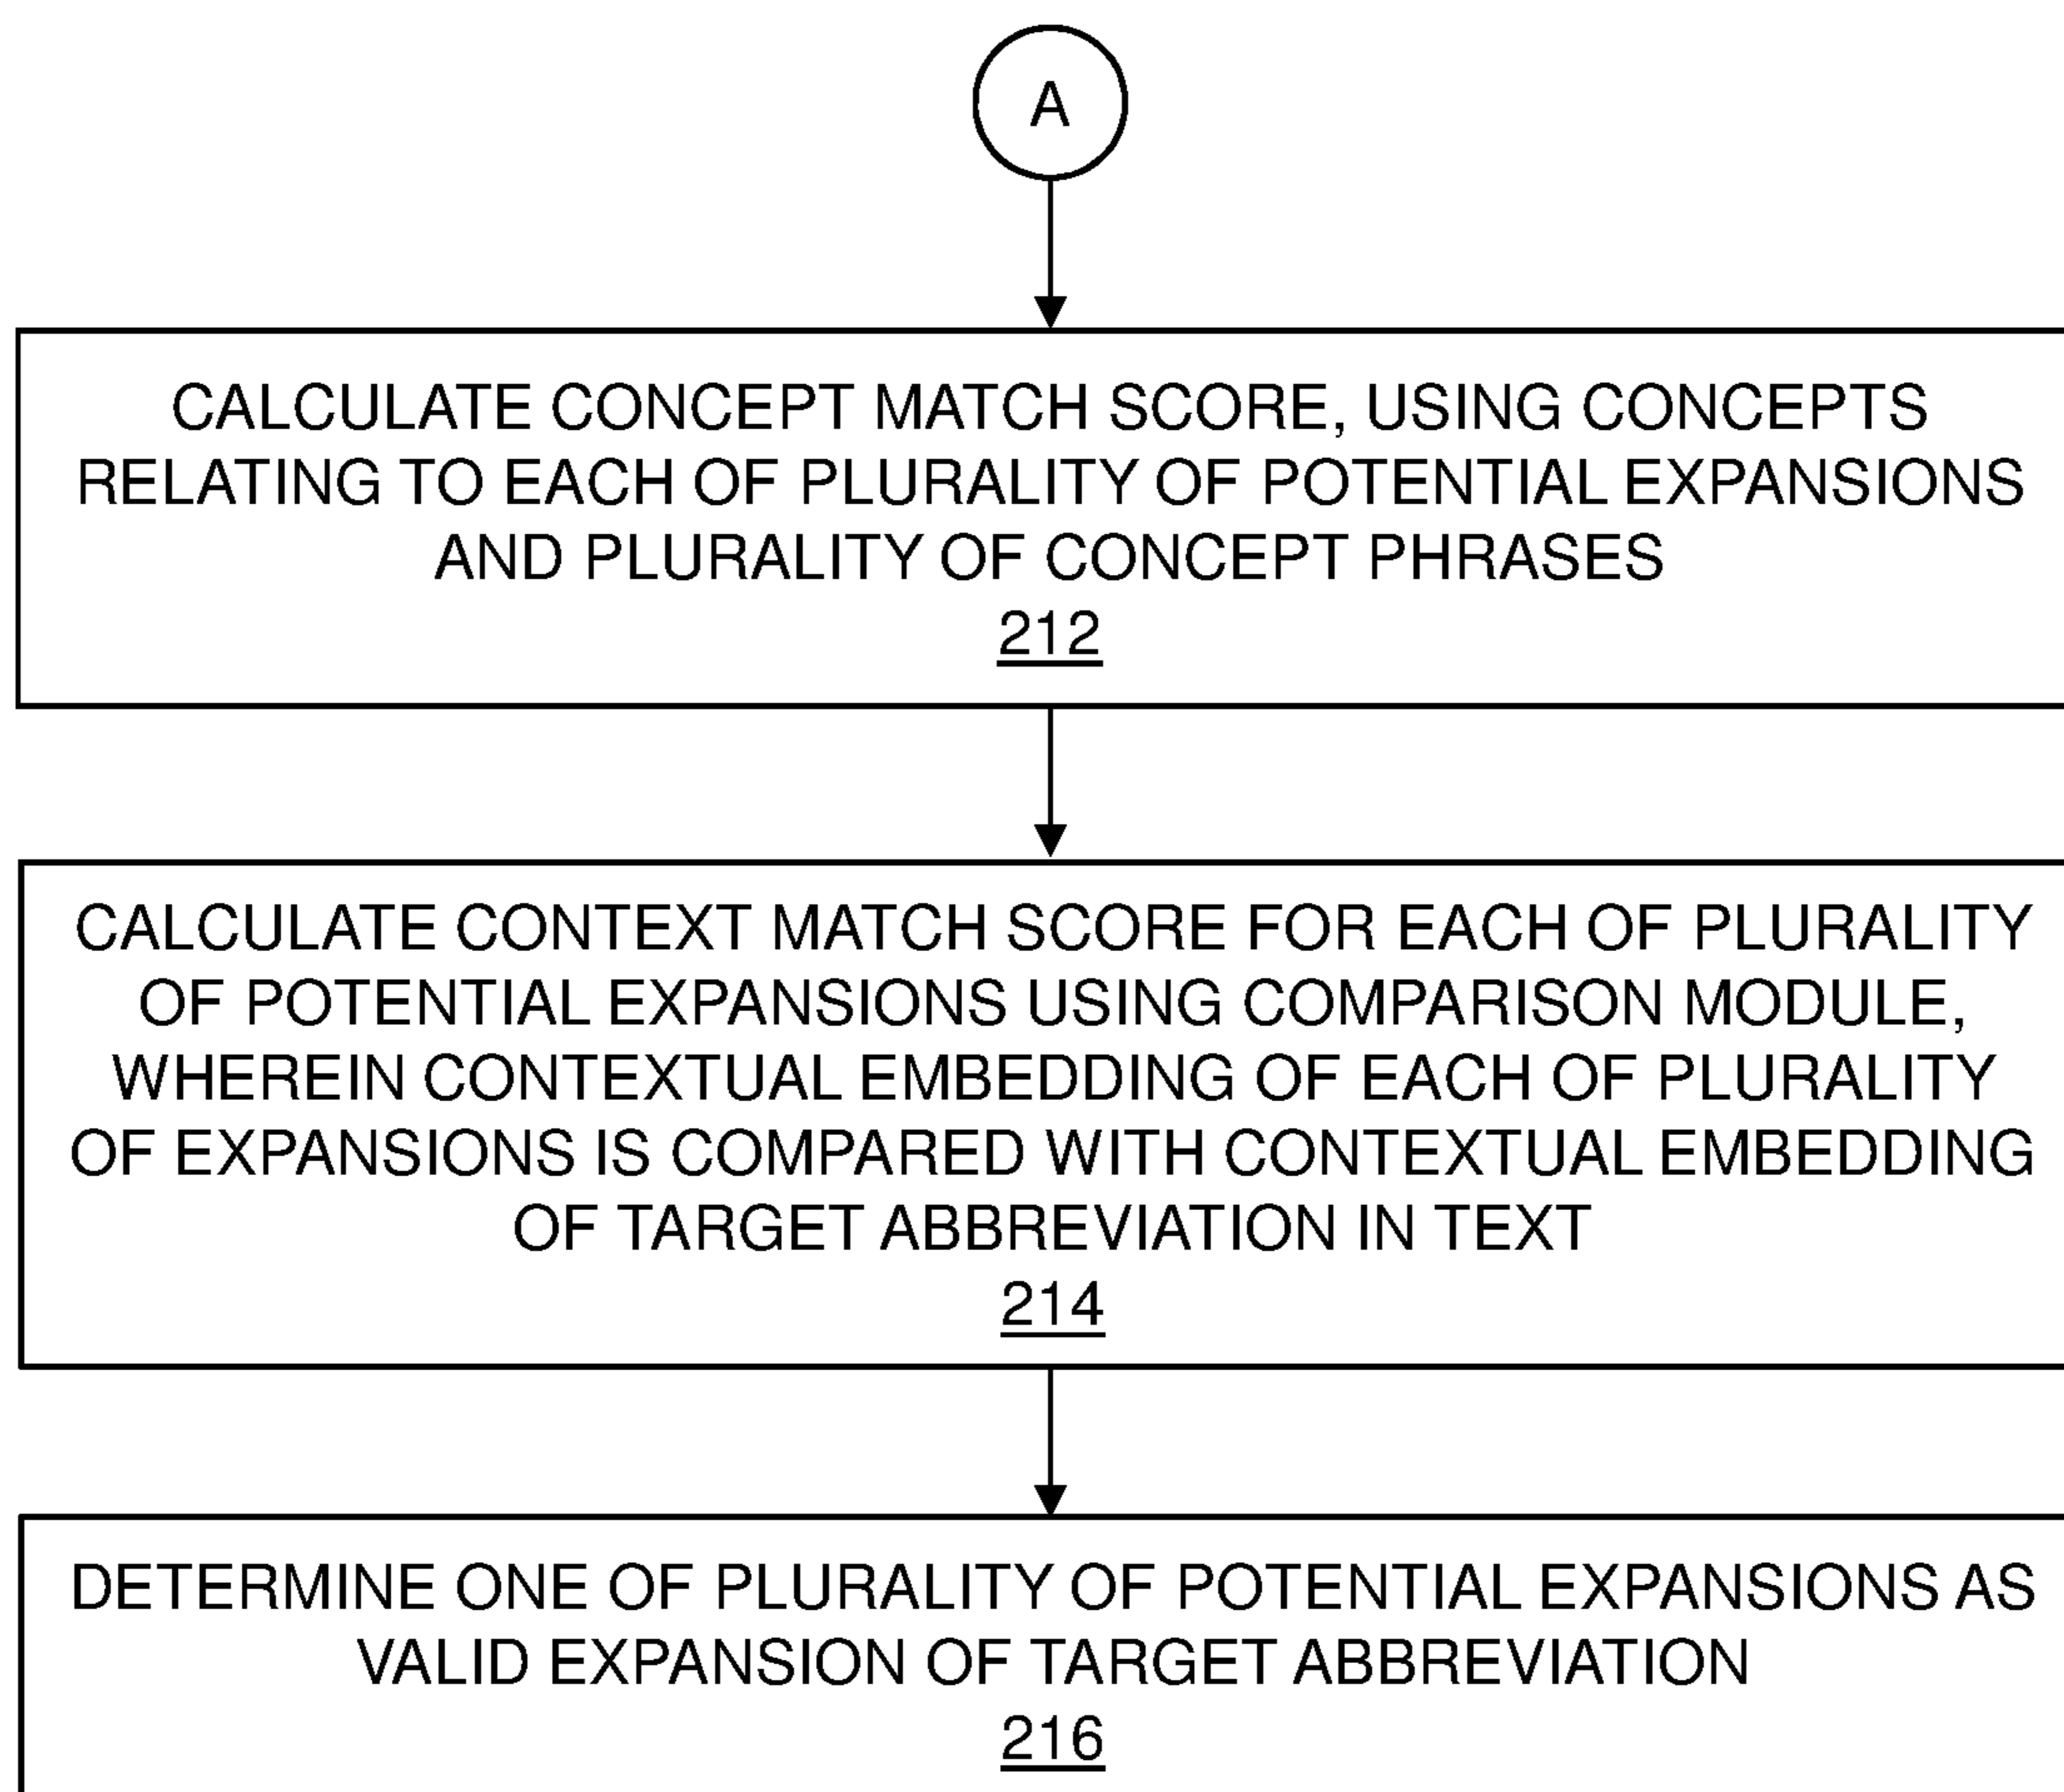 A
CALCULATE CONCEPT MATCH SCORE, USING CONCEPTS
RELATING TO EACH OF PLURALITY OF POTENTIAL EXPANSIONS
AND PLURALITY OF CONCEPT PHRASES
212
CALCULATE CONTEXT MATCH SCORE FOR EACH OF PLURALITY
OF POTENTIAL EXPANSIONS USING COMPARISON MODULE,
WHEREIN CONTEXTUAL EMBEDDING OF EACH OF PLURALITY
OF EXPANSIONS IS COMPARED WITH CONTEXTUAL EMBEDDING
OF TARGET ABBREVIATION IN TEXT
214
DETERMINE ONE OF PLURALITY OF POTENTIAL EXPANSIONS AS
VALID EXPANSION OF TARGET ABBREVIATION
216